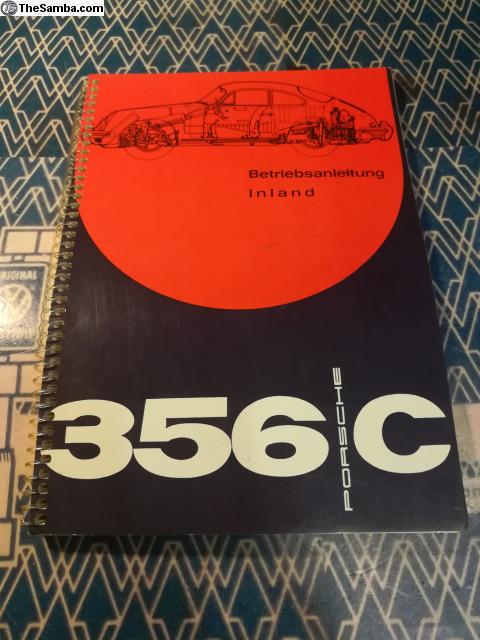 TheSamba.com
Betriebsanleitung
Inland
356 C
PORSCHE
ORIGINAL